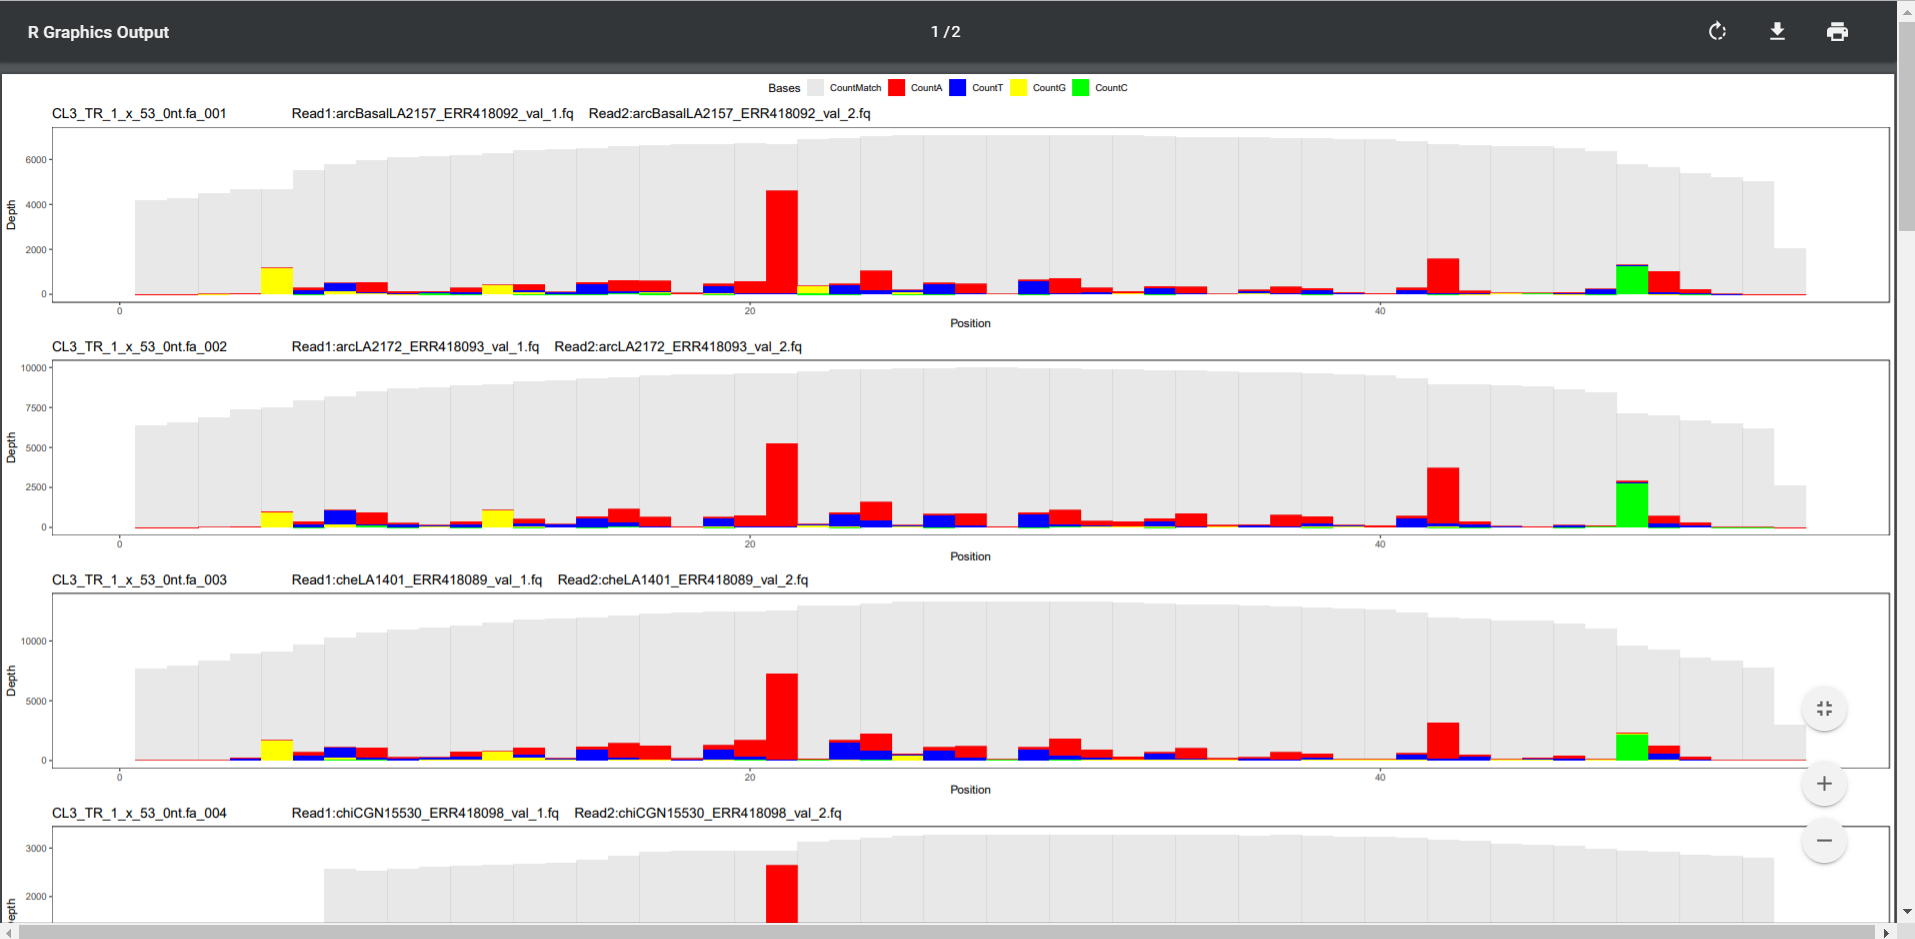 R Graphics Output
1 / 2
Bases CountMatch CountA CountT CountG CountC
CL3_TR_1_x_53_0nt.fa_001 Read1:arcBasalLA2157_ERR418092_val_1.fq Read2:arcBasalLA2157_ERR418092_val_2.fq
6000
4000
2000
0
Depth
0 20 40
Position
CL3_TR_1_x_53_0nt.fa_002 Read1:arcLA2172_ERR418093_val_1.fq Read2:arcLA2172_ERR418093_val_2.fq
10000
7500
5000
2500
0
Depth
0 20 40
Position
CL3_TR_1_x_53_0nt.fa_003 Read1:cheLA1401_ERR418089_val_1.fq Read2:cheLA1401_ERR418089_val_2.fq
10000
5000
0
Depth
0 20 40
Position
CL3_TR_1_x_53_0nt.fa_004 Read1:chiCGN15530_ERR418098_val_1.fq Read2:chiCGN15530_ERR418098_val_2.fq
3000
2000
epth